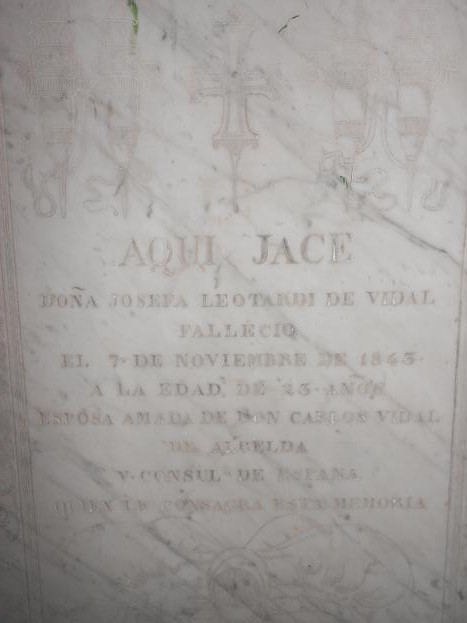 AQUI JACE
DOÑA JOSEFA LEOTARDI DE VIDAL
FALLECIO
EL 7 DE NOVIEMBRE DE 1843
A LA EDAD DE 23 AÑOS
ESPOSA AMADA DE DON CARLOS VIDAL
DE ALCELDA
V. CONSUL DE ESPAÑA
QUIEN LE CONSAGRA ESTA MEMORIA